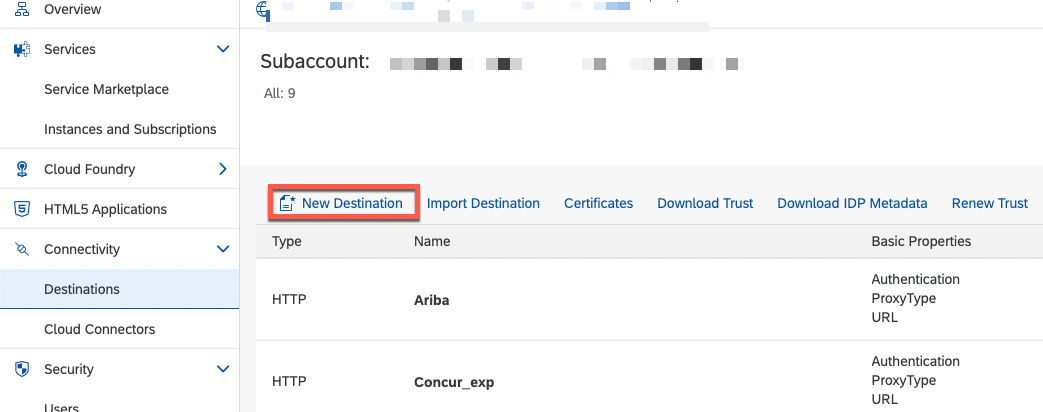 Overview
Services
Service Marketplace
Instances and Subscriptions
Cloud Foundry
HTML5 Applications
Connectivity
Destinations
Cloud Connectors
Security
Users
Subaccount:
All: 9
New Destination Import Destination Certificates Download Trust Download IDP Metadata Renew Trust
Type Name Basic Properties
HTTP Ariba Authentication
ProxyType
URL
HTTP Concur_exp Authentication
ProxyType
URL